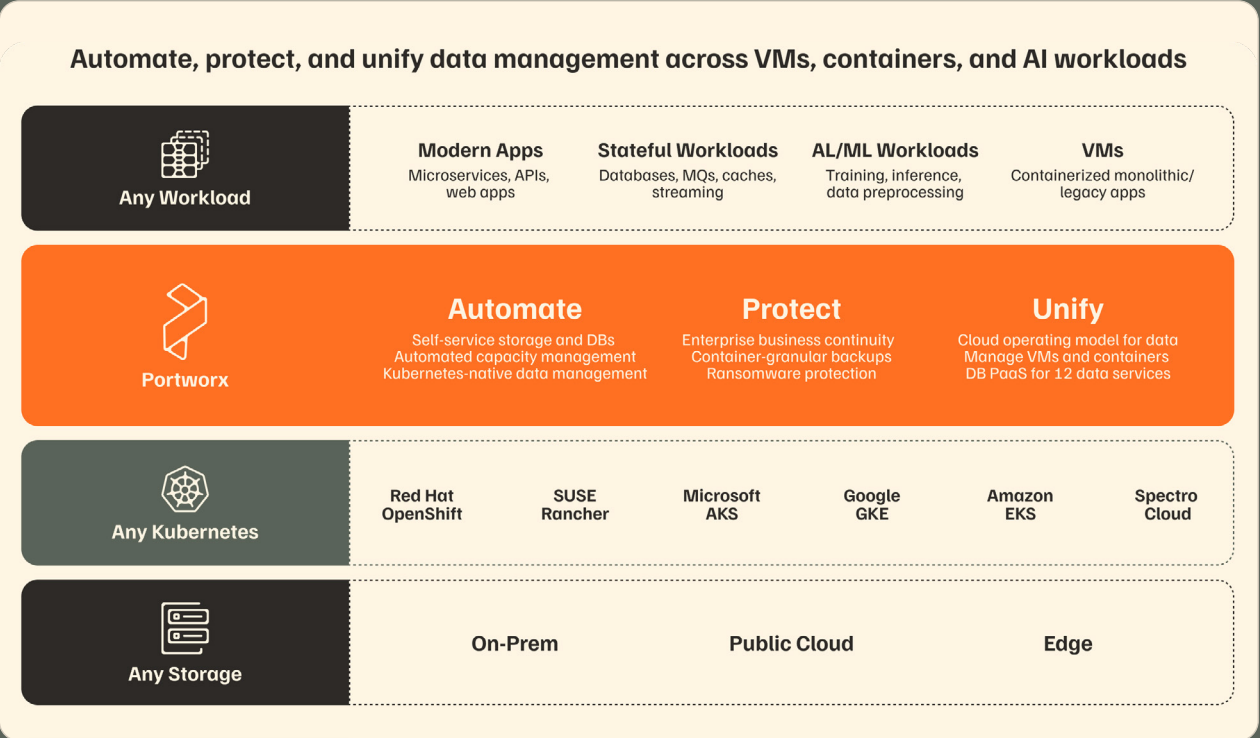 Automate, protect, and unify data management across VMs, containers, and AI workloads
Any Workload
Modern Apps
Microservices, APIs,
web apps
Stateful Workloads
Databases, MQs, caches,
streaming
AL/ML Workloads
Training, inference,
data preprocessing
VMs
Containerized monolithic/
legacy apps
Portworx
Automate
Self-service storage and DBs
Automated capacity management
Kubernetes-native data management
Protect
Enterprise business continuity
Container-granular backups
Ransomware protection
Unify
Cloud operating model for data
Manage VMs and containers
DB PaaS for 12 data services
Any Kubernetes
Red Hat
OpenShift
SUSE
Rancher
Microsoft
AKS
Google
GKE
Amazon
EKS
Spectro
Cloud
Any Storage
On-Prem
Public Cloud
Edge